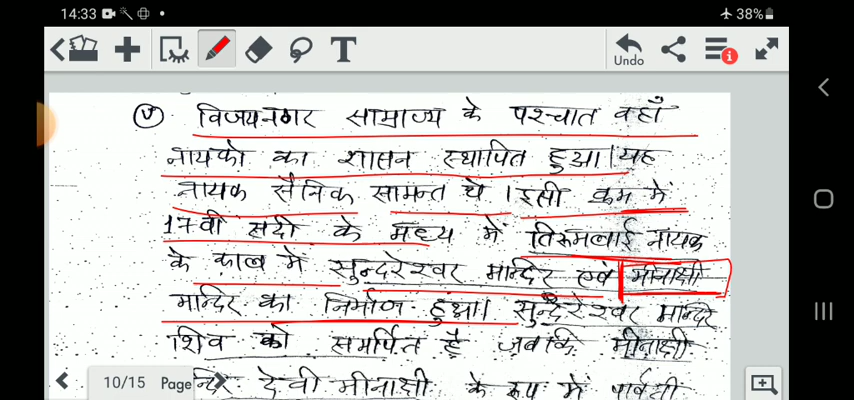 14:33
38%
T
Undo
(v) विजयनगर साम्राज्य के पश्चात वहाँ
नायको का शासन स्थापित हुआ। यह
नायक सैनिक सामन्त थे। इसी क्रम में
17वी सदी के मध्य में तिरुमलाई नायक
के काल में सुन्दरेश्वर मन्दिर एवं मीनाक्षी
मन्दिर का निर्माण हुआ। सुन्दरेश्वर मन्दिर
शिव को समर्पित है जबकि मीनाक्षी
देवी मीनाक्षी के रूप में पार्वती
10/15 Page